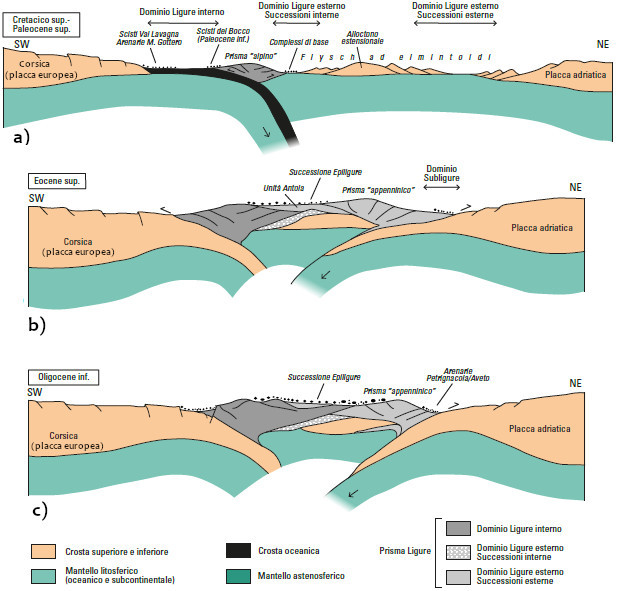 Cretacico sup.-
Paleocene sup.
SW
Dominio Ligure interno
Dominio Ligure esterno
Successioni interne
Dominio Ligure esterno
Successioni esterne
NE
Scisti Val Lavagna
Arenarie M. Gottero
Scisti del Bocco
(Paleocene inf.)
Prisma "alpino"
Complessi di base
Alloctono
estensionale
Flysch ad elmintoidi
Corsica
(placca europea)
Placca adriatica
a)
Eocene sup.
SW
Successione Epiligure
Unità Antola
Prisma "appenninico"
Dominio
Subligure
NE
Corsica
(placca europea)
Placca adriatica
b)
Oligocene inf.
SW
Successione Epiligure
Prisma "appenninico"
Arenarie
Petrignacola/Aveto
NE
Corsica
(placca europea)
Placca adriatica
c)
Crosta superiore e inferiore
Mantello litosferico
(oceanico e subcontinentale)
Crosta oceanica
Mantello astenosferico
Prisma Ligure
Dominio Ligure interno
Dominio Ligure esterno
Successioni interne
Dominio Ligure esterno
Successioni esterne